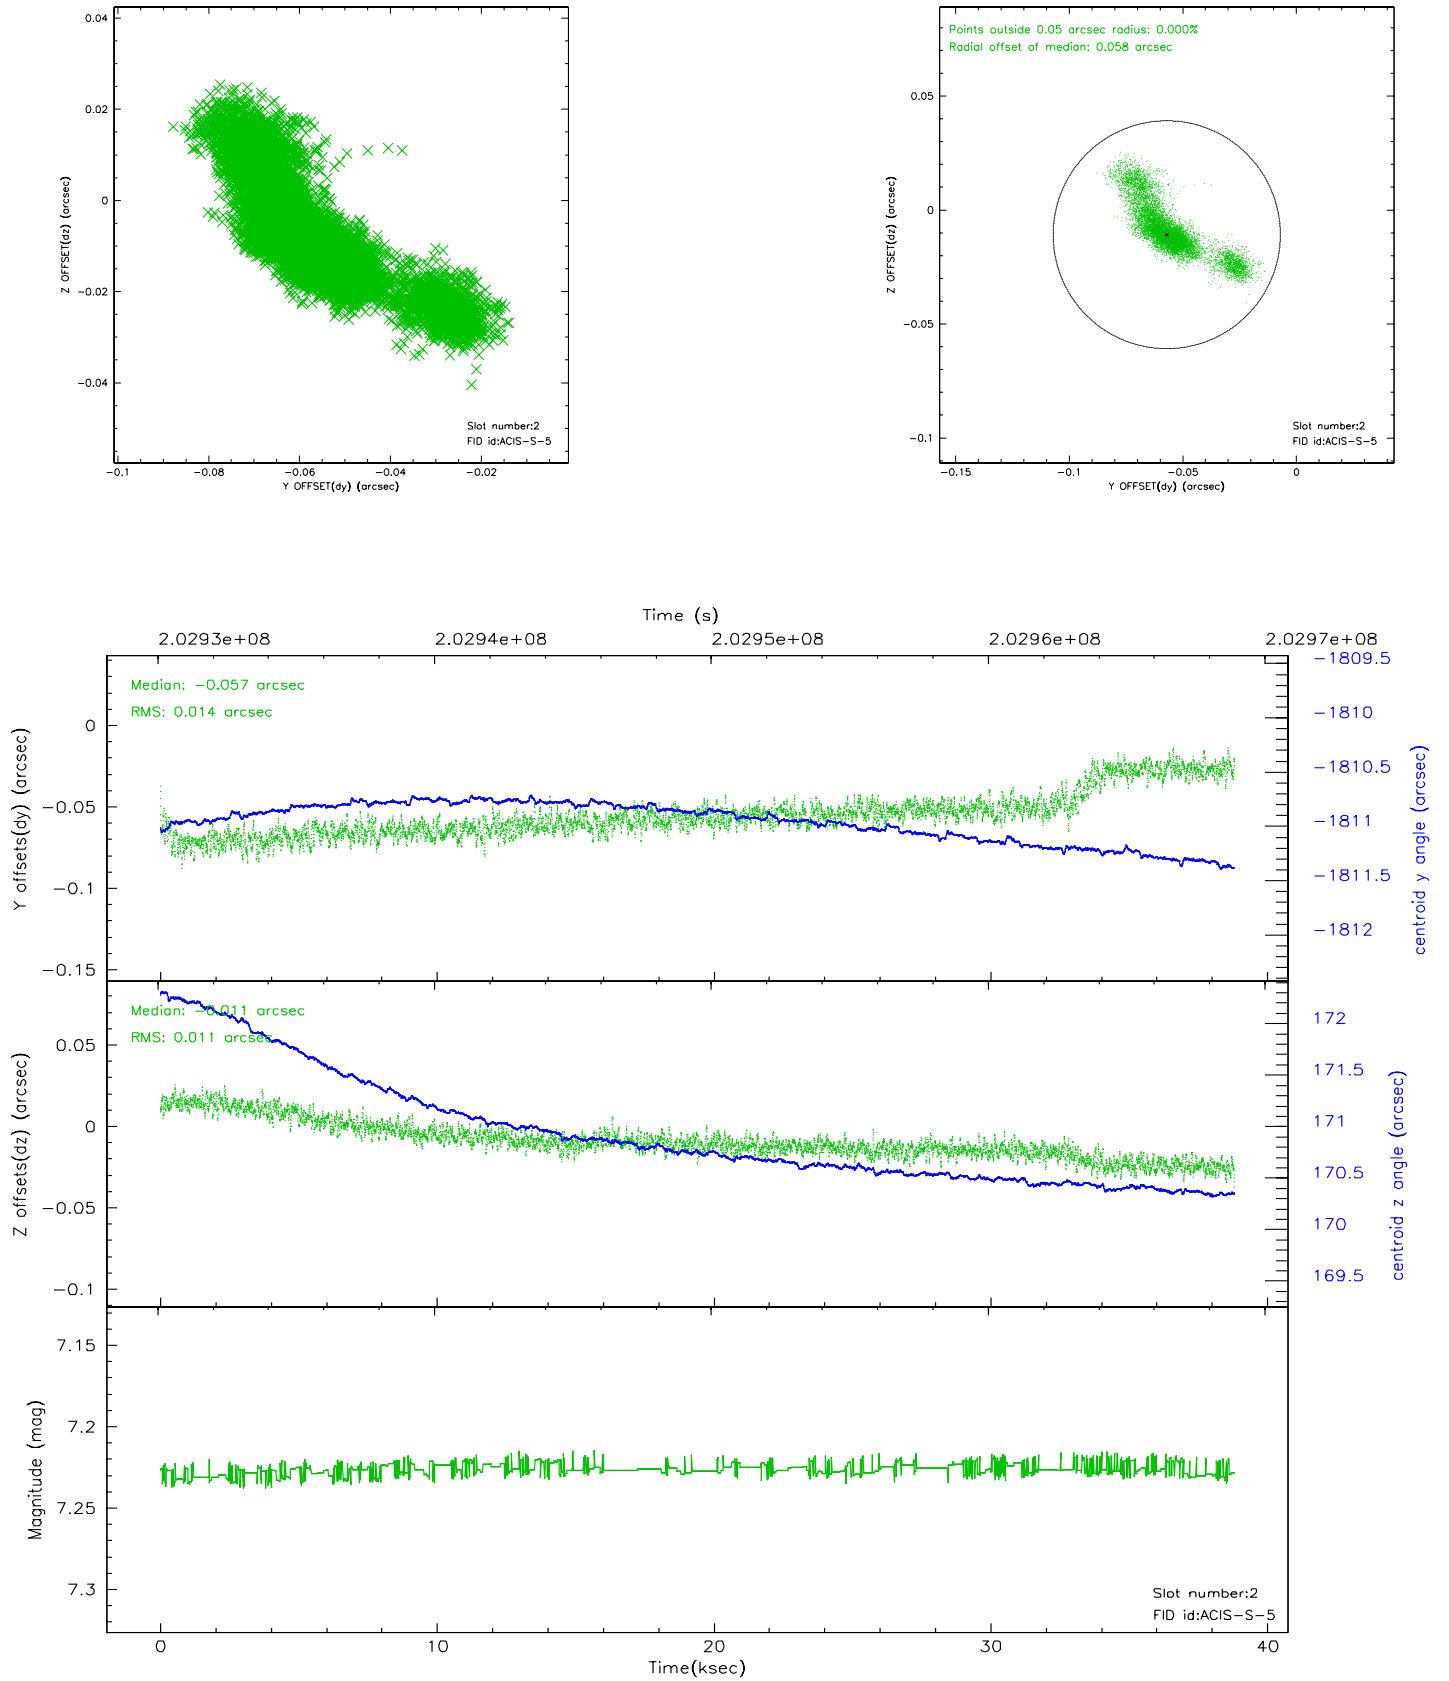 0.04
0.02
0
−0.02
−0.04
Z OFFSET(dz) (arcsec)
Slot number:2
FID id:ACIS−S−5
−0.1
−0.08
−0.06
−0.04
−0.02
Y OFFSET(dy) (arcsec)
Points outside 0.05 arcsec radius: 0.000%
Radial offset of median: 0.058 arcsec
0.05
0
−0.05
−0.1
Z OFFSET(dz) (arcsec)
Slot number:2
FID id:ACIS−S−5
−0.15
−0.1
−0.05
0
Y OFFSET(dy) (arcsec)
Time (s)
2.0293e+08
2.0294e+08
2.0295e+08
2.0296e+08
2.0297e+08
Median: −0.057 arcsec
RMS: 0.014 arcsec
0
−0.05
−0.1
−0.15
Y offsets(dy) (arcsec)
−1809.5
−1810
−1810.5
−1811
−1811.5
−1812
centroid y angle (arcsec)
Median: −0.011 arcsec
RMS: 0.011 arcsec
0.05
0
−0.05
−0.1
Z offsets(dz) (arcsec)
172
171.5
171
170.5
170
169.5
centroid z angle (arcsec)
7.15
7.2
7.25
7.3
Magnitude (mag)
Slot number:2
FID id:ACIS−S−5
0
10
20
30
40
Time(ksec)